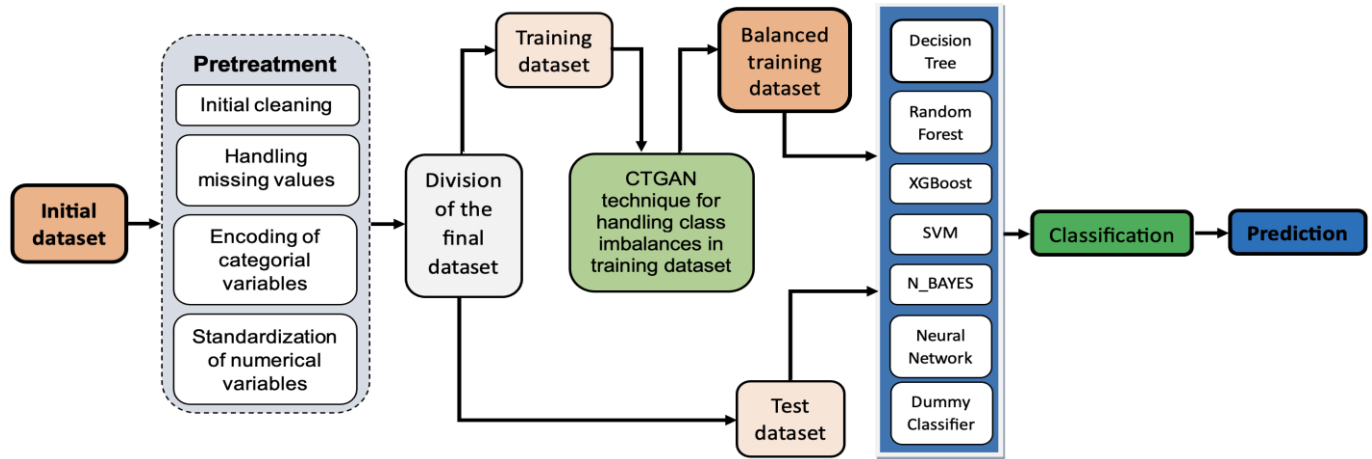 Initial
dataset
Pretreatment
Initial cleaning
Handling
missing values
Encoding of
categorial
variables
Standardization
of numerical
variables
Division
of the
final
dataset
Training
dataset
CTGAN
technique for
handling class
imbalances in
training dataset
Balanced
training
dataset
Test
dataset
Decision
Tree
Random
Forest
XGBoost
SVM
N_BAYES
Neural
Network
Dummy
Classifier
Classification
Prediction